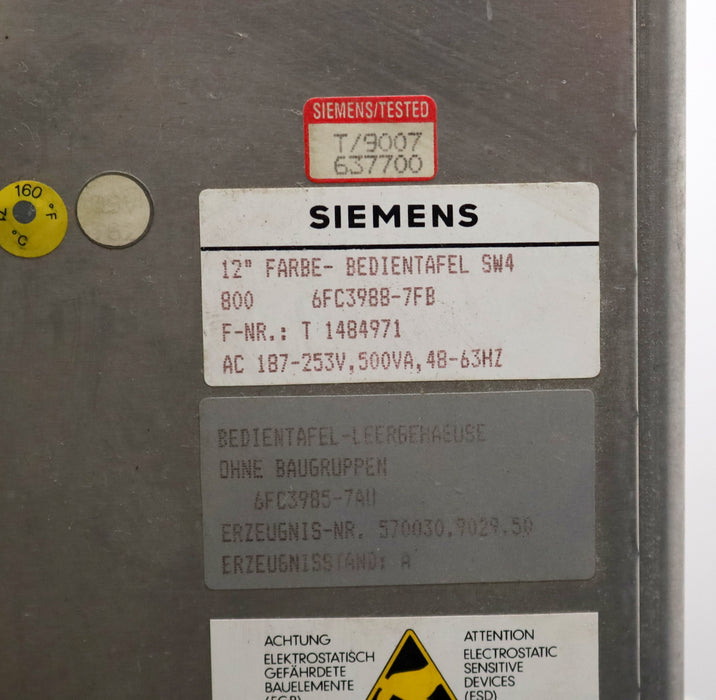 SIEMENS/TESTED
T/9007
637700
160 °F
°C
SIEMENS
12" FARBE- BEDIENTAFEL SW4
800 6FC3988-7FB
F-NR.: T 1484971
AC 187-253V,500VA,48-63HZ
BEDIENTAFEL-LEERGEHAEUSE
OHNE BAUGRUPPEN
6FC3985-7AU
ERZEUGNIS-NR. 570030.9029.50
ERZEUGNISSTAND: A
ACHTUNG
ELEKTROSTATISCH
GEFÄHRDETE
BAUELEMENTE
(EGB)
ATTENTION
ELECTROSTATIC
SENSITIVE
DEVICES
(ESD)